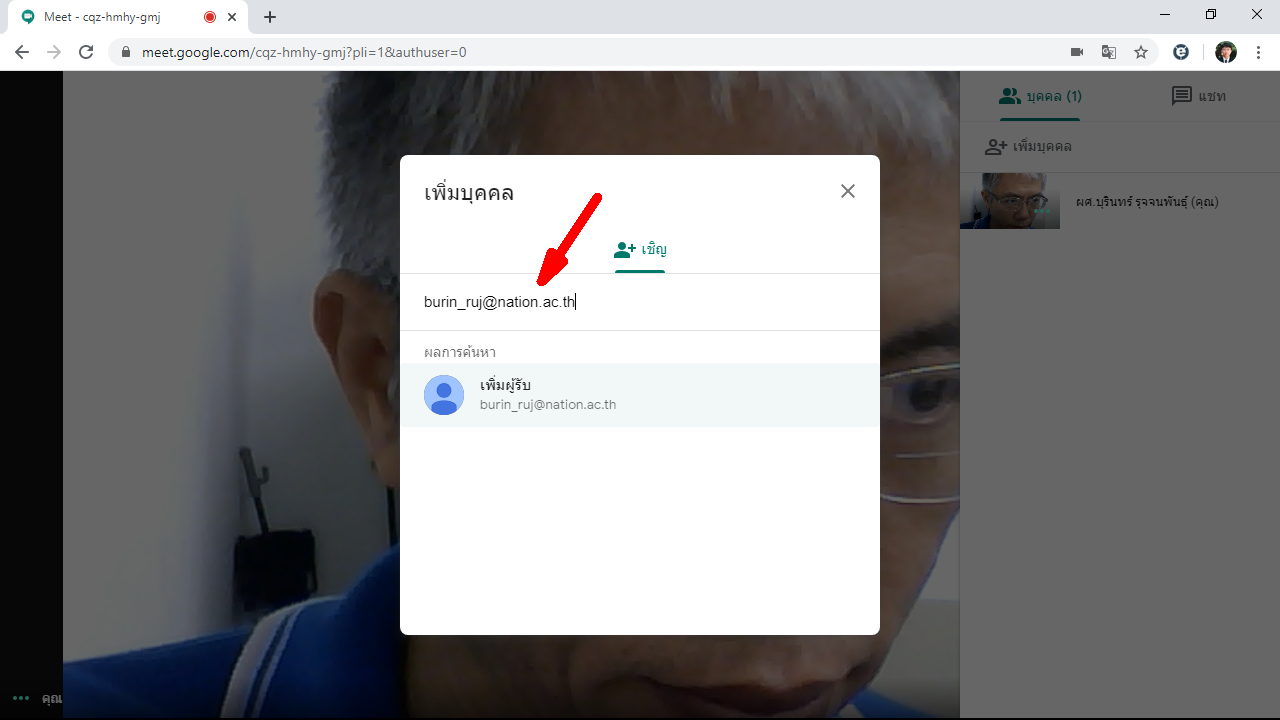 Meet - cqz-hmhy-gmj
meet.google.com/cqz-hmhy-gmj?pli=1&authuser=0
บุคคล (1)
แชท
เพิ่มบุคคล
ผศ.บุรินทร์ รุจจนพันธุ์ (คุณ)
เพิ่มบุคคล
เชิญ
burin_ruj@nation.ac.th
ผลการค้นหา
เพิ่มผู้รับ
burin_ruj@nation.ac.th
คุณ